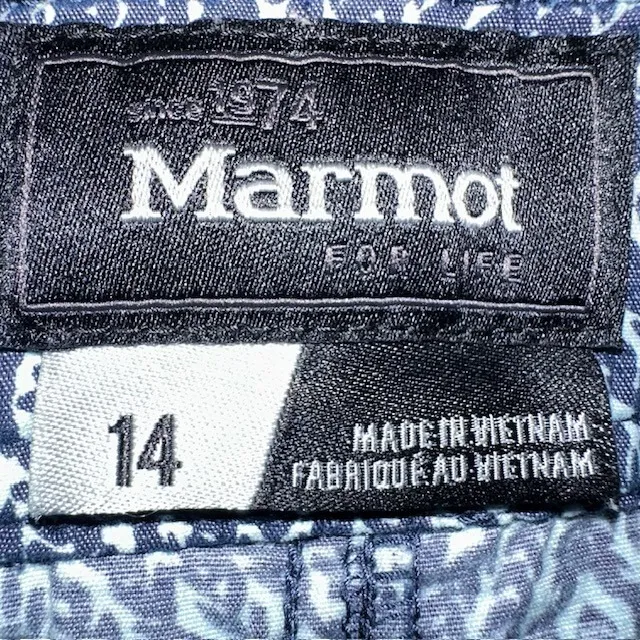 since 1974
Marmot
FOR LIFE
14
MADE IN VIETNAM
FABRIQUÉ AU VIETNAM